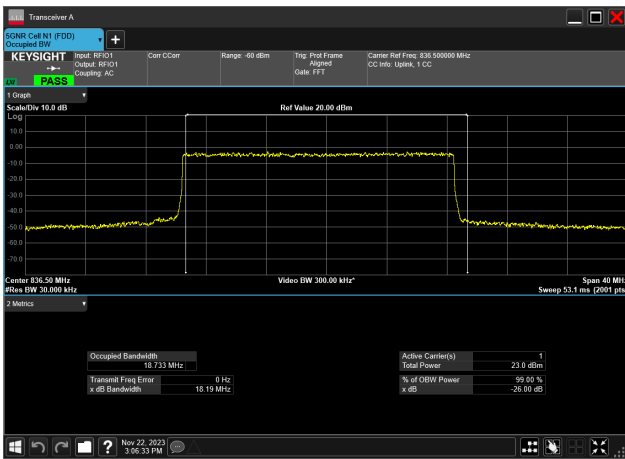 Transceiver A
5GNR Cell N1 (FDD)
Occupied BW
KEYSIGHT
PASS
Input: RFIO1
Output: RFIO1
Coupling: AC
Corr CCorr
Range: -60 dBm
Trig: Prot Frame
Aligned
Gate: FFT
Carrier Ref Freq: 836.500000 MHz
CC Info: Uplink, 1 CC
1 Graph
Scale/Div 10.0 dB
Ref Value 20.00 dBm
Log
10.0
0.00
-10.0
-20.0
-30.0
-40.0
-50.0
-60.0
-70.0
Center 836.50 MHz
Video BW 300.00 kHz*
Span 40 MHz
#Res BW 30.000 kHz
Sweep 53.1 ms (2001 pts
2 Metrics
Occupied Bandwidth
18.733 MHz
Transmit Freq Error 0 Hz
x dB Bandwidth 18.19 MHz
Active Carrier(s) 1
Total Power 23.0 dBm
% of OBW Power 99.00 %
x dB -26.00 dB
?
Nov 22, 2023
3:06:33 PM